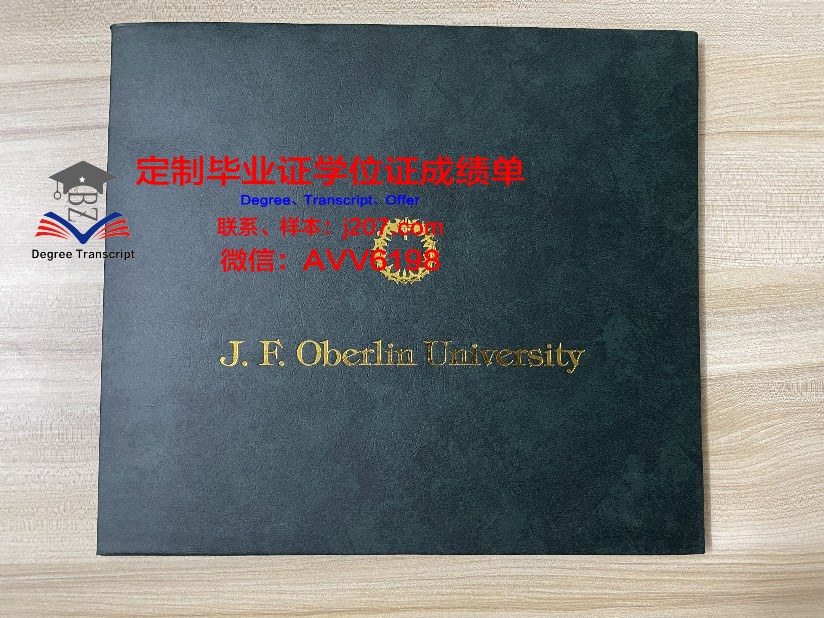 定制毕业证学位证成绩单
Degree、Transcript、Offer
联系、样本：j207.com
微信：AVV6198
BZ
Degree Transcript
J. F. Oberlin University